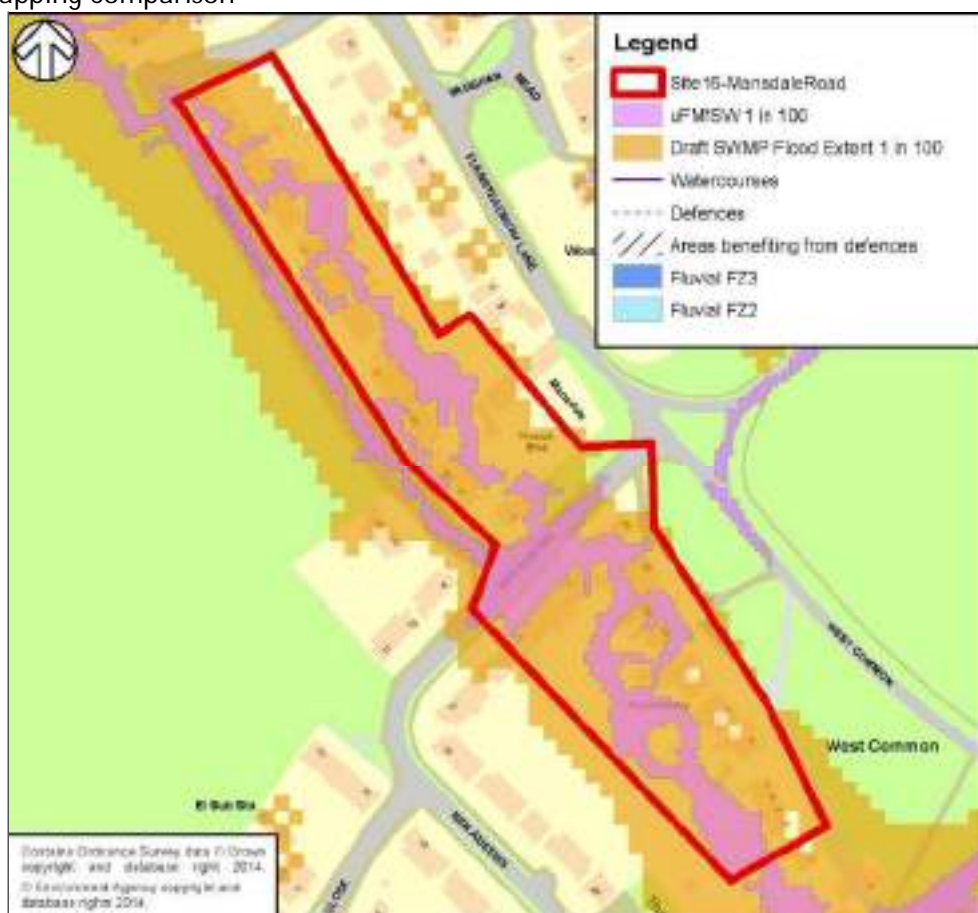 apping comparison
Legend
Site16-MansdaleRoad
uFMfSW 1 in 100
Draft SWMP Flood Extent 1 in 100
Watercourses
Defences
Areas benefiting from defences
Fluvial FZ3
Fluvial FZ2
MEAD
LANE
WEST COMMON
West Common
El Sub Sta
Contains Ordnance Survey data © Crown
copyright and database right 2014.
© Environment Agency copyright and
database rights 2014.